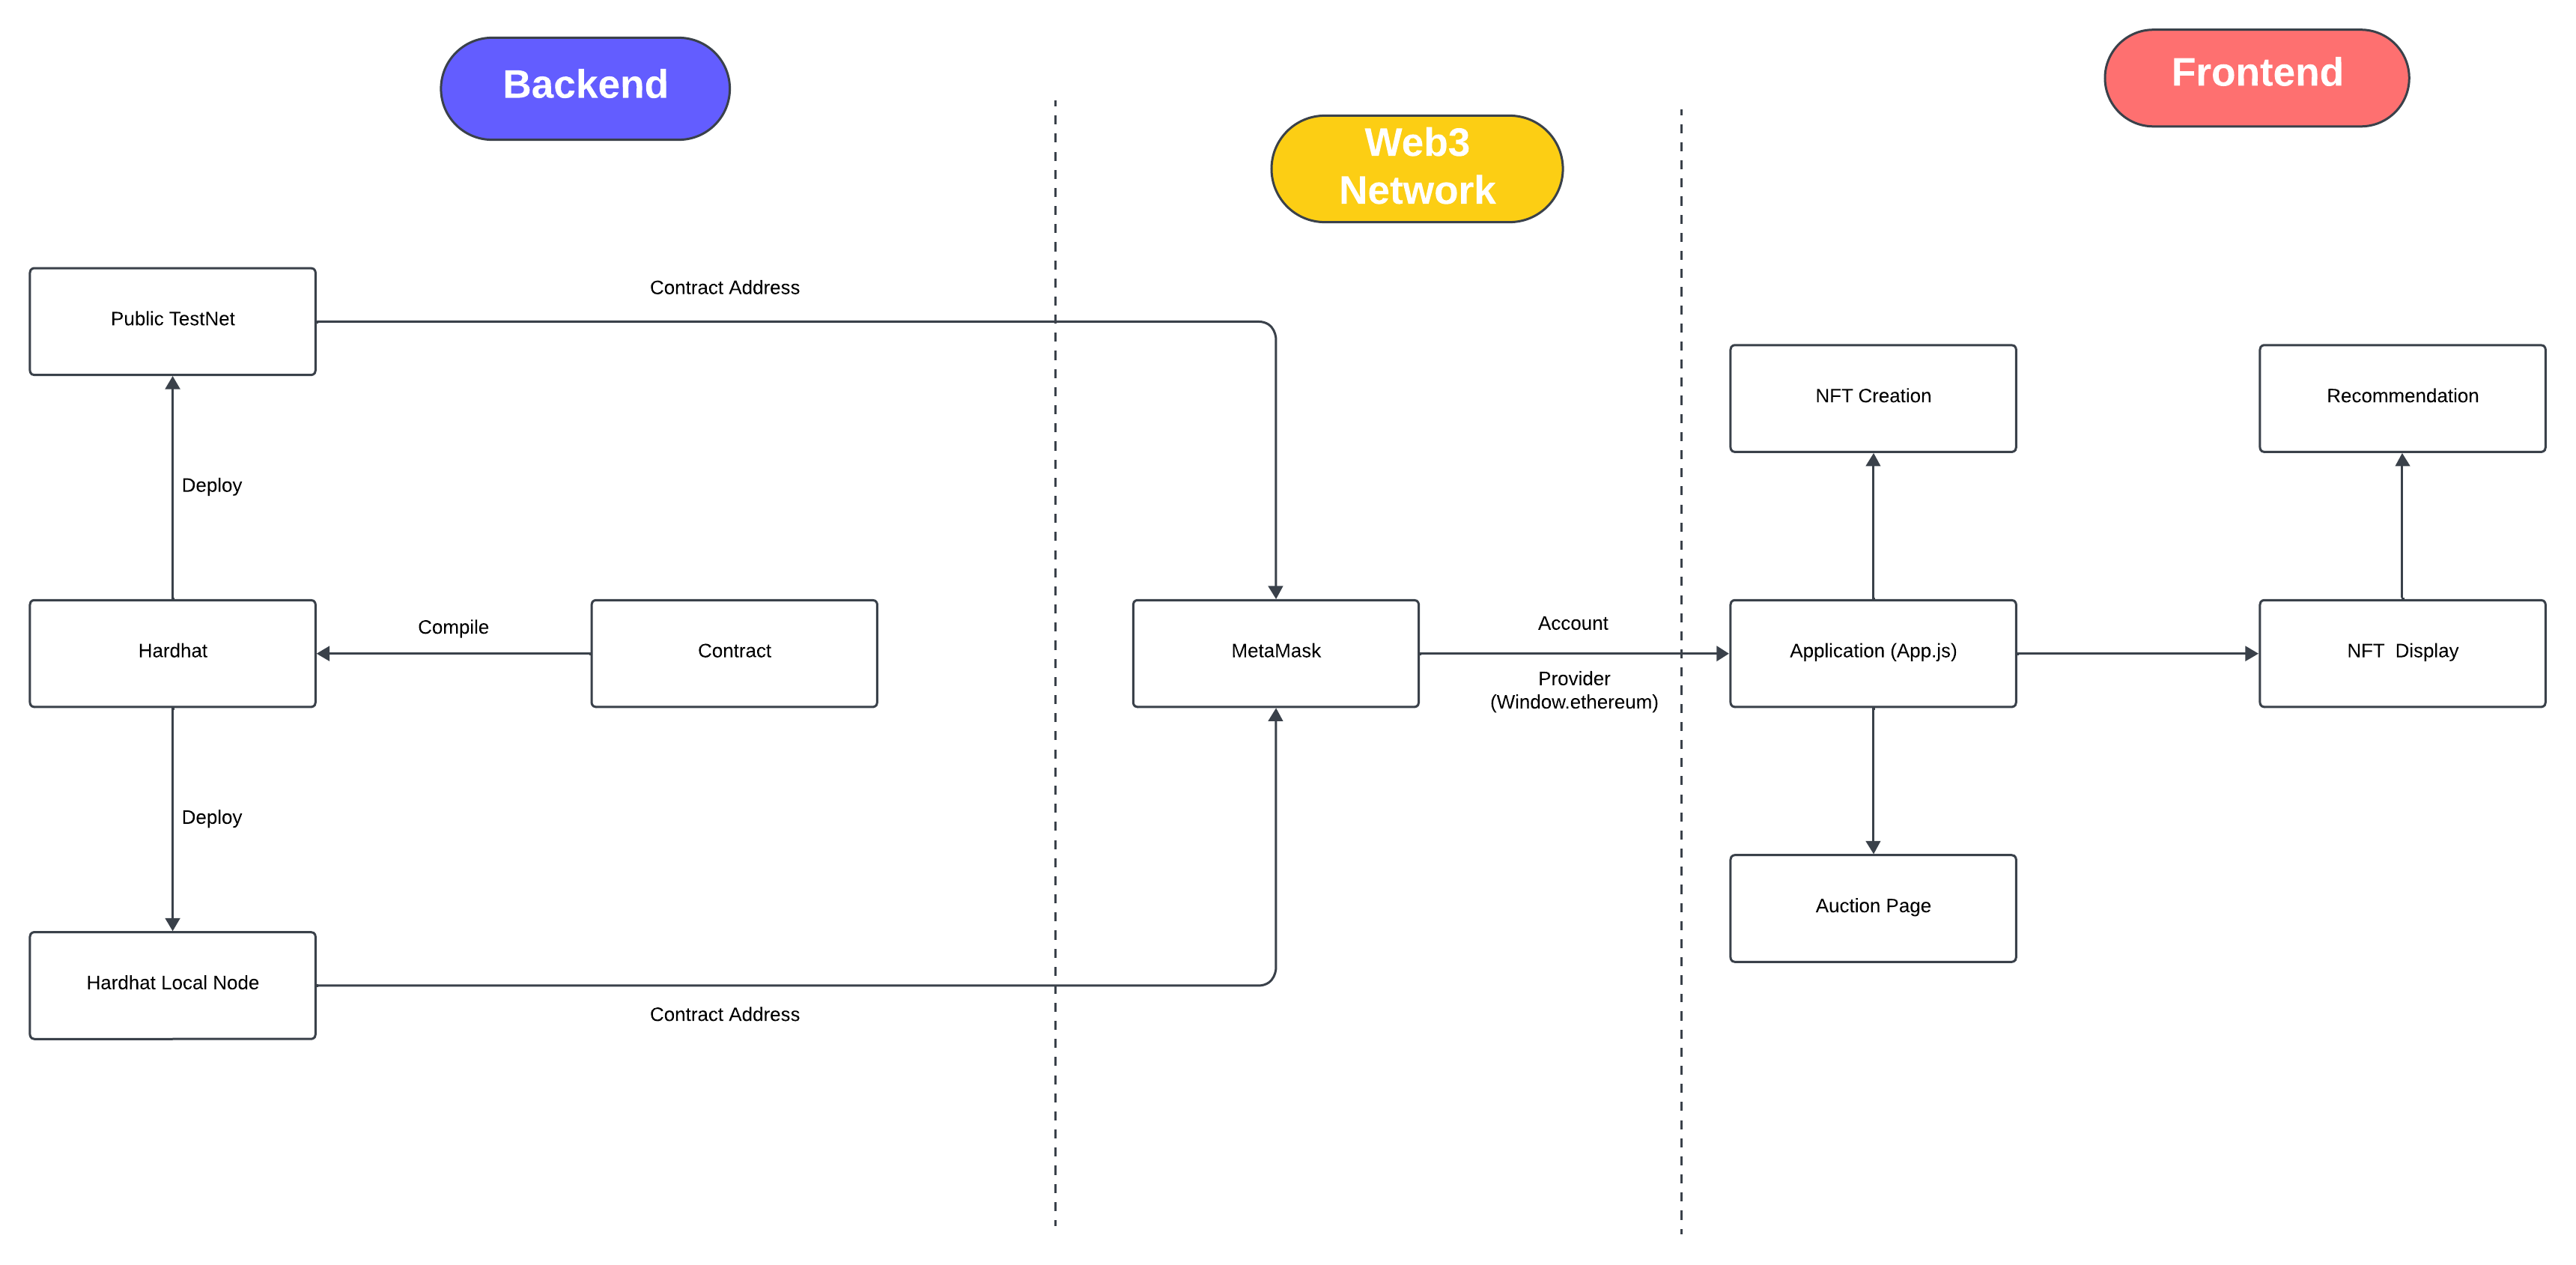 Backend
Web3
Network
Frontend
Public TestNet
Contract Address
Deploy
Hardhat
Compile
Contract
Deploy
Hardhat Local Node
Contract Address
MetaMask
Account
Provider
(Window.ethereum)
NFT Creation
Recommendation
Application (App.js)
NFT  Display
Auction Page